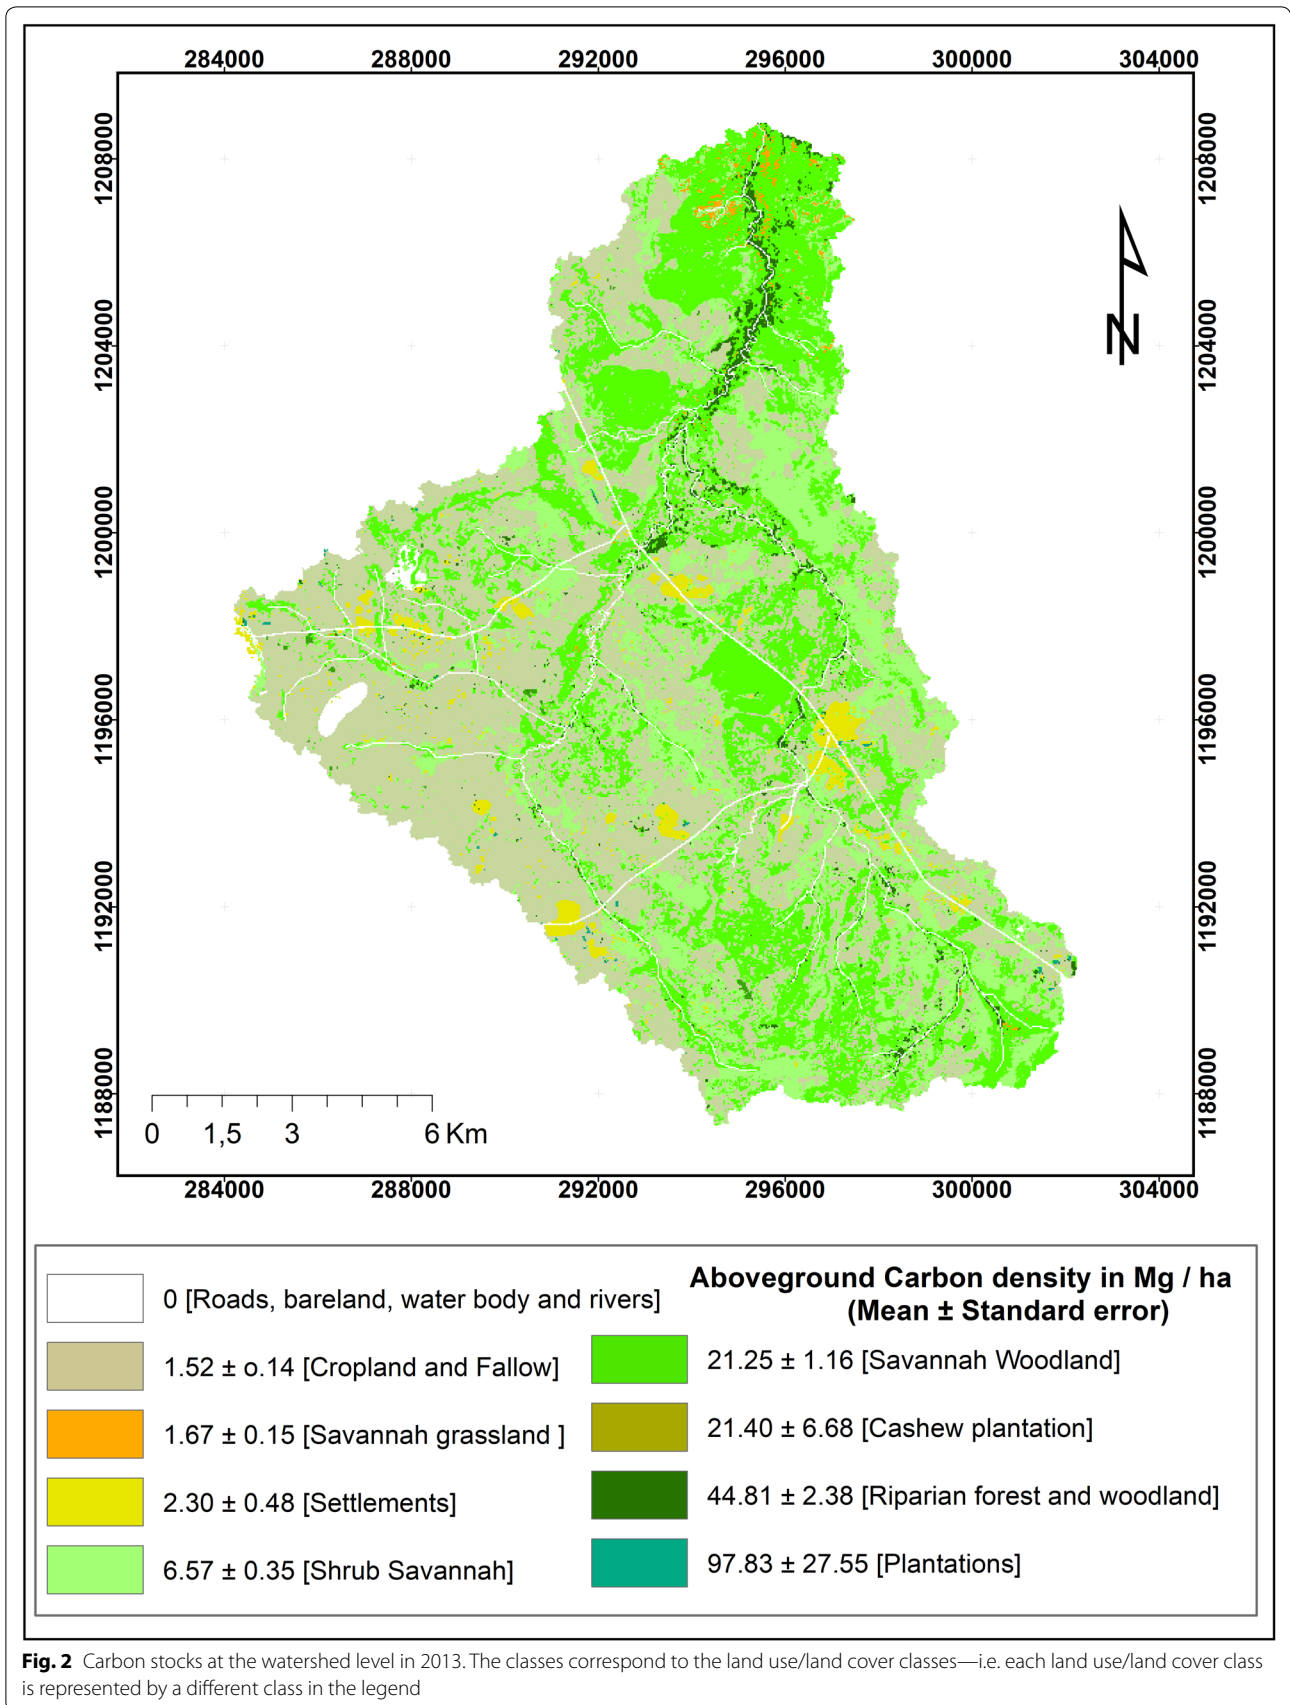 284000 288000 292000 296000 300000 304000
1208000 1208000
1204000 1204000
1200000 1200000
1196000 1196000
1192000 1192000
1188000 1188000
N
0 1,5 3 6 Km
284000 288000 292000 296000 300000 304000
Aboveground Carbon density in Mg / ha
(Mean ± Standard error)
0 [Roads, bareland, water body and rivers]
1.52 ± o.14 [Cropland and Fallow]
1.67 ± 0.15 [Savannah grassland ]
2.30 ± 0.48 [Settlements]
6.57 ± 0.35 [Shrub Savannah]
21.25 ± 1.16 [Savannah Woodland]
21.40 ± 6.68 [Cashew plantation]
44.81 ± 2.38 [Riparian forest and woodland]
97.83 ± 27.55 [Plantations]
Fig. 2 Carbon stocks at the watershed level in 2013. The classes correspond to the land use/land cover classes—i.e. each land use/land cover class
is represented by a different class in the legend